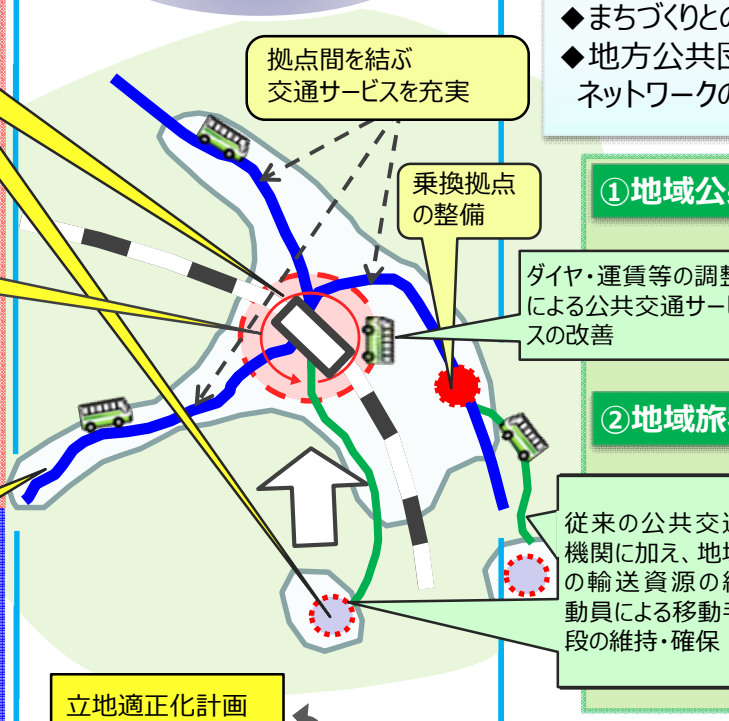 ◆まちづくりと
◆地方公共団
ネットワークの
拠点間を結ぶ
交通サービスを充実
乗換拠点
の整備
①地域公
ダイヤ・運賃等の調整
による公共交通サービ
スの改善
②地域旅
従来の公共交通
機関に加え、地域
の輸送資源の総
動員による移動手
段の維持・確保
立地適正化計画